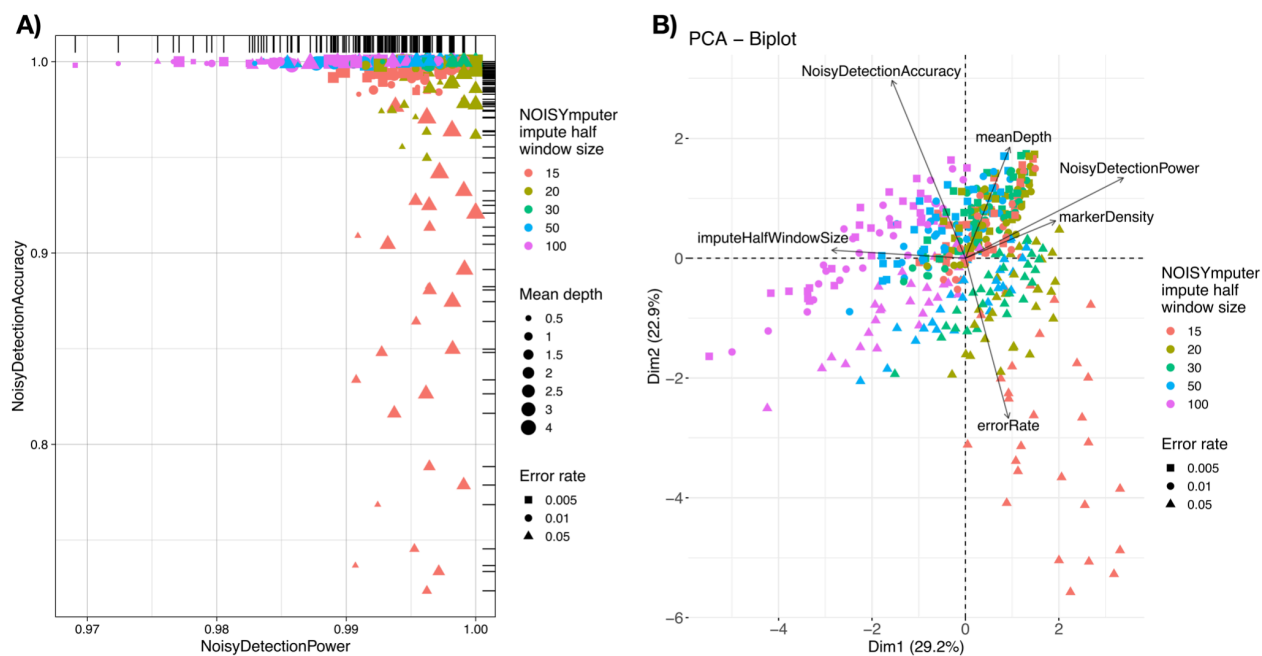 A)
1.0
0.9
0.8
0.97
0.98
0.99
1.00
NoisyDetectionAccuracy
NoisyDetectionPower
NOISYmputer
impute half
window size
15
20
30
50
100
Mean depth
0.5
1
1.5
2
2.5
3
4
Error rate
0.005
0.01
0.05
B)
PCA − Biplot
NoisyDetectionAccuracy
meanDepth
NoisyDetectionPower
markerDensity
imputeHalfWindowSize
errorRate
2
0
−2
−4
−6
−4
−2
0
2
Dim2 (22.9%)
Dim1 (29.2%)
NOISYmputer
impute half
window size
15
20
30
50
100
Error rate
0.005
0.01
0.05